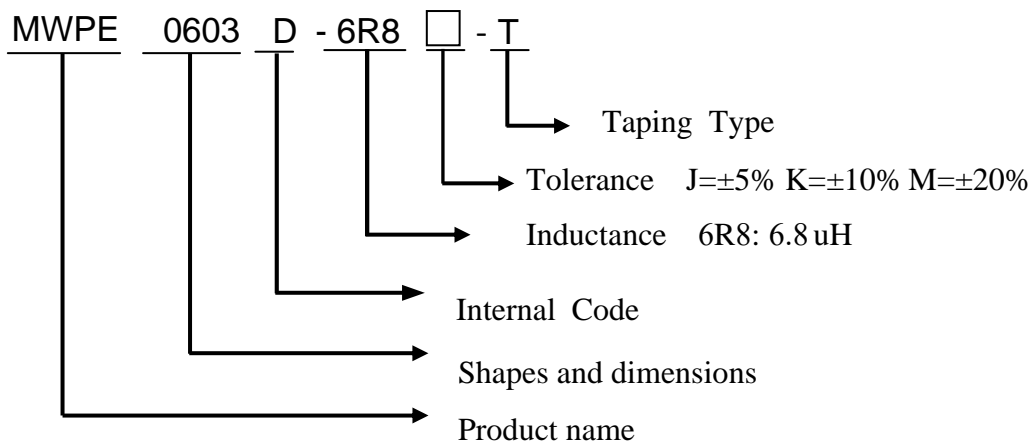 MWPE 0603 D - 6R8 □ - T
Taping Type
Tolerance J=±5% K=±10% M=±20%
Inductance 6R8: 6.8 uH
Internal Code
Shapes and dimensions
Product name